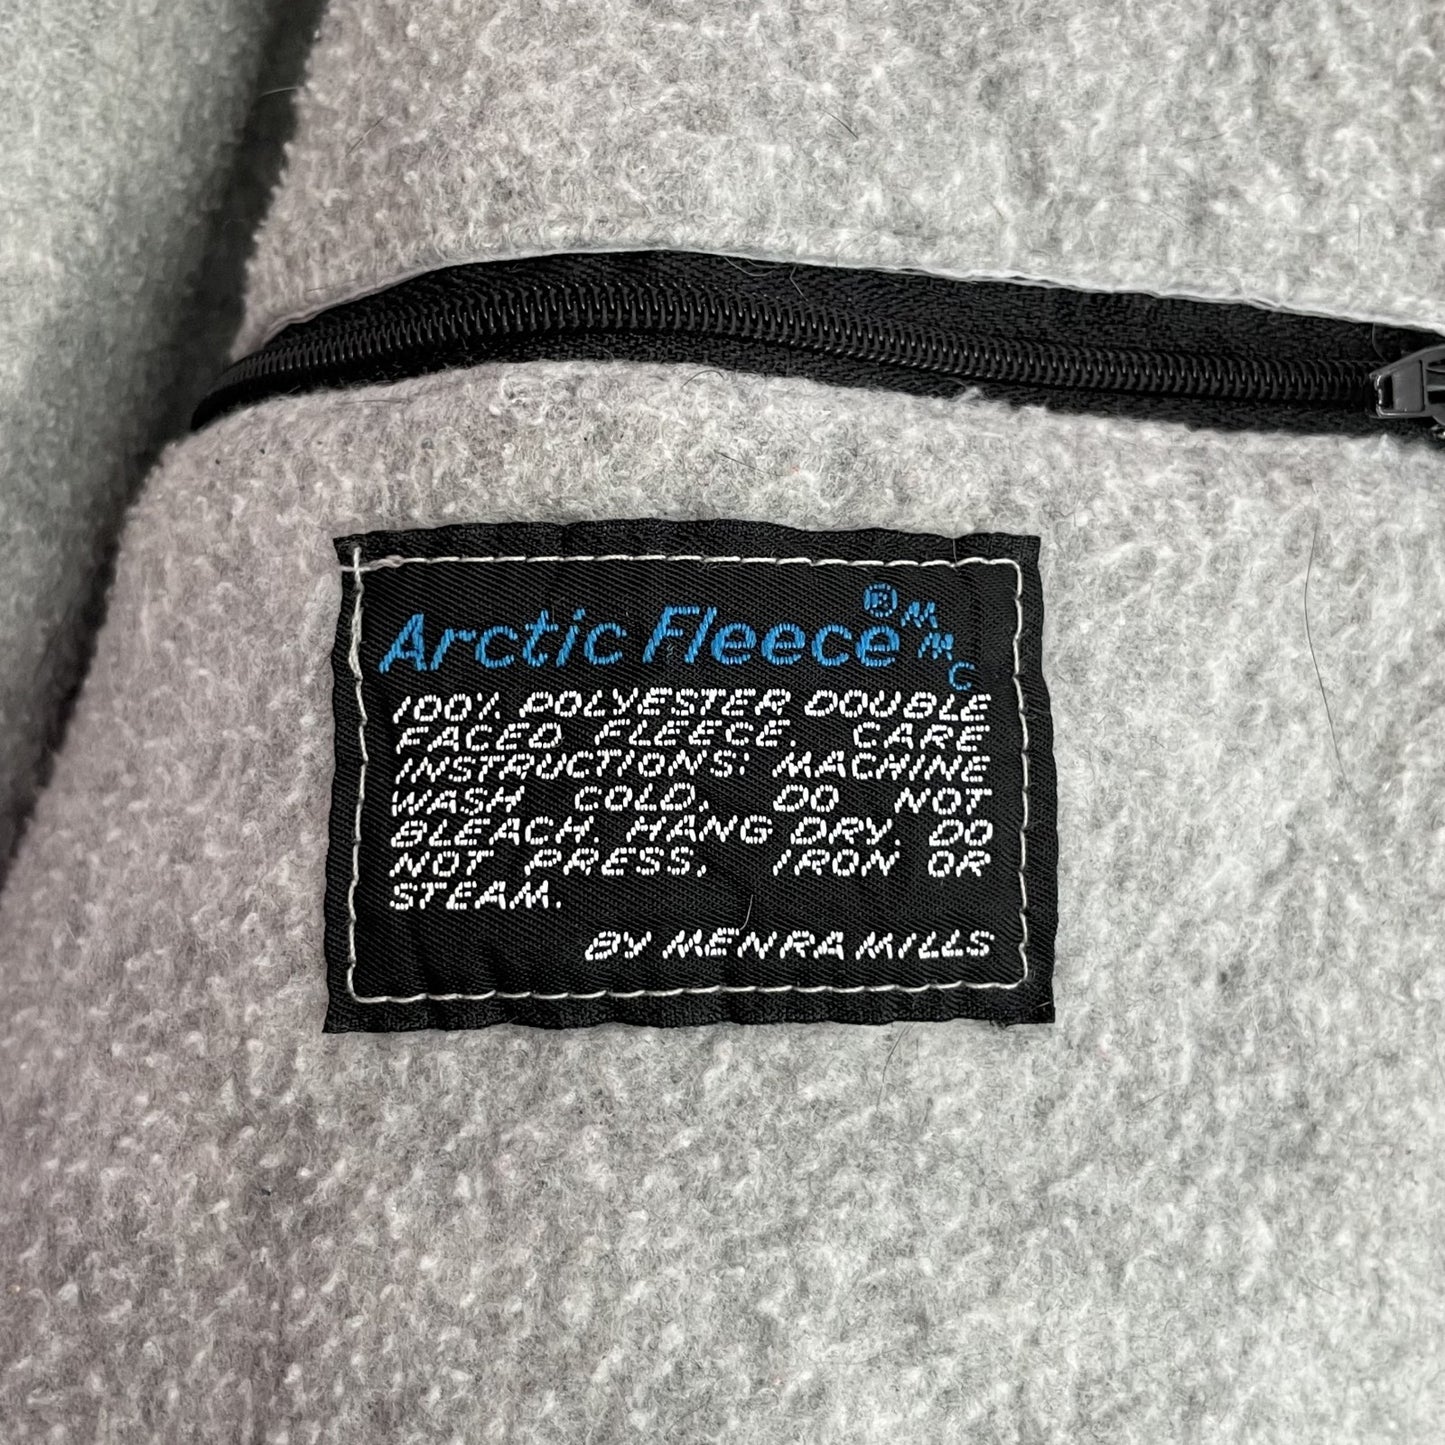 Arctic Fleece® MMC
100% POLYESTER DOUBLE
FACED FLEECE. CARE
INSTRUCTIONS: MACHINE
WASH COLD. DO NOT
BLEACH. HANG DRY. DO
NOT PRESS, IRON OR
STEAM.
BY MENRA MILLS